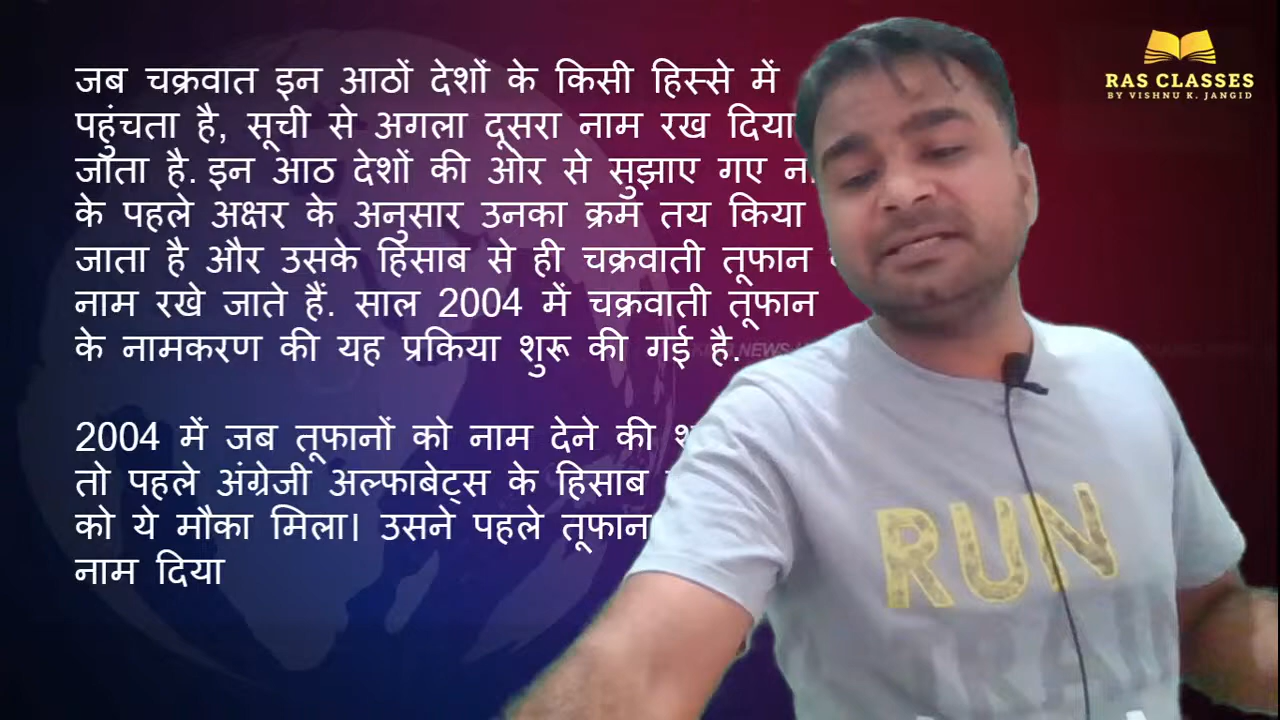 जब चक्रवात इन आठों देशों के किसी हिस्से में
पहुंचता है, सूची से अगला दूसरा नाम रख दिया
जाता है. इन आठ देशों की ओर से सुझाए गए
के पहले अक्षर के अनुसार उनका क्रम तय किया
जाता है और उसके हिसाब से ही चक्रवाती तूफान
नाम रखे जाते हैं. साल 2004 में चक्रवाती तूफान
के नामकरण की यह प्रकिया शुरू की गई है.
2004 में जब तूफानों को नाम देने की
तो पहले अंग्रेजी अल्फाबेट्स के हिसाब
को ये मौका मिला। उसने पहले तूफान
नाम दिया
RAS CLASSES
BY VISHNU K. JANGID
RUN